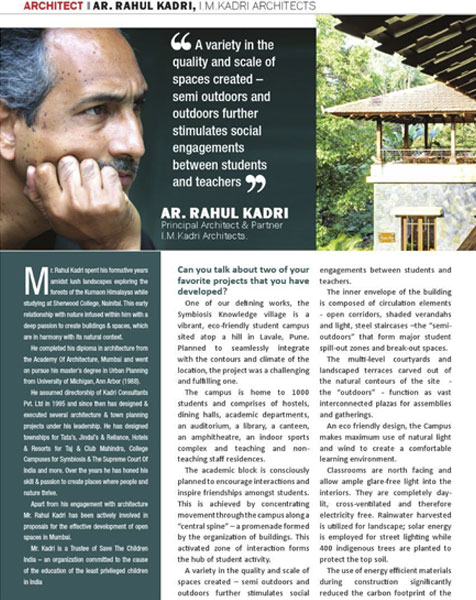 ARCHITECT AR. RAHUL KADRI, I.M.KADRI ARCHITECTS
“ A variety in the
quality and scale of
spaces created –
semi outdoors and
outdoors further
stimulates social
engagements
between students
and teachers ”
AR. RAHUL KADRI
Principal Architect & Partner
I.M.Kadri Architects.
Mr. Rahul Kadri spent his formative years
amidst lush landscapes exploring the
forests of the Kumaon Himalayas while
studying at Sherwood College, Nainital. This early
relationship with nature infused within him with a
deep passion to create buildings & spaces, which
are in harmony with its natural context.
He completed his diploma in architecture from
the Academy Of Architecture, Mumbai and went
on pursue his master's degree in Urban Planning
from University of Michigan, Ann Arbor (1988).
He assumed directorship of Kadri Consultants
Pvt. Ltd in 1995 and since then has designed &
executed several architecture & town planning
projects under his leadership. He has designed
townships for Tata's, Jindal's & Reliance, Hotels
& Resorts for Taj & Club Mahindra, College
Campuses for Symbiosis & The Supreme Court Of
India and more. Over the years he has honed his
skill & passion to create places where people and
nature thrive.
Apart from his engagement with architecture
Mr. Rahul Kadri has been actively involved in
proposals for the effective development of open
spaces in Mumbai.
Mr. Kadri is a Trustee of Save The Children
India – an organization committed to the cause
of the education of the least privileged children
in India
Can you talk about two of your
favorite projects that you have
developed?
One of our defining works, the
Symbiosis Knowledge village is a
vibrant, eco-friendly student campus
sited atop a hill in Lavale, Pune.
Planned to seamlessly integrate
with the contours and climate of the
location, the project was a challenging
and fulfilling one.
The campus is home to 1000
students and comprises of hostels,
dining halls, academic departments,
an auditorium, a library, a canteen,
an amphitheatre, an indoor sports
complex and teaching and non-
teaching staff residences.
The academic block is consciously
planned to encourage interactions and
inspire friendships amongst students.
This is achieved by concentrating
movement through the campus along a
“central spine” – a promenade formed
by the organization of buildings. This
activated zone of interaction forms
the hub of student activity.
A variety in the quality and scale of
spaces created – semi outdoors and
outdoors further stimulates social
engagements between students and
teachers.
The inner envelope of the building
is composed of circulation elements
- open corridors, shaded verandahs
and light, steel staircases –the “semi-
outdoors” that form major student
spill-out zones and break-out spaces.
The multi-level courtyards and
landscaped terraces carved out of
the natural contours of the site -
the “outdoors” - function as vast
interconnected plazas for assemblies
and gatherings.
An eco friendly design, the Campus
makes maximum use of natural light
and wind to create a comfortable
learning environment.
Classrooms are north facing and
allow ample glare-free light into the
interiors. They are completely day-
lit, cross-ventilated and therefore
electricity free. Rainwater harvested
is utilized for landscape; solar energy
is employed for street lighting while
400 indigenous trees are planted to
protect the top soil.
The use of energy efficient materials
during construction significantly
reduced the carbon footprint of the